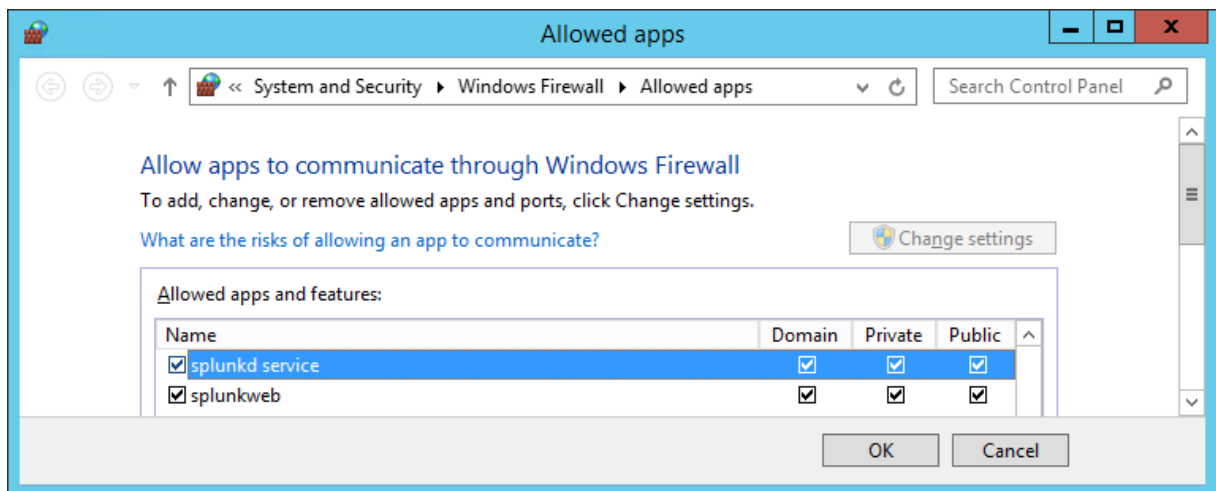 Allowed apps
« System and Security ▸ Windows Firewall ▸ Allowed apps
Search Control Panel
Allow apps to communicate through Windows Firewall
To add, change, or remove allowed apps and ports, click Change settings.
What are the risks of allowing an app to communicate?
Change settings
Allowed apps and features:
Name Domain Private Public
splunkd service
splunkweb
OK Cancel